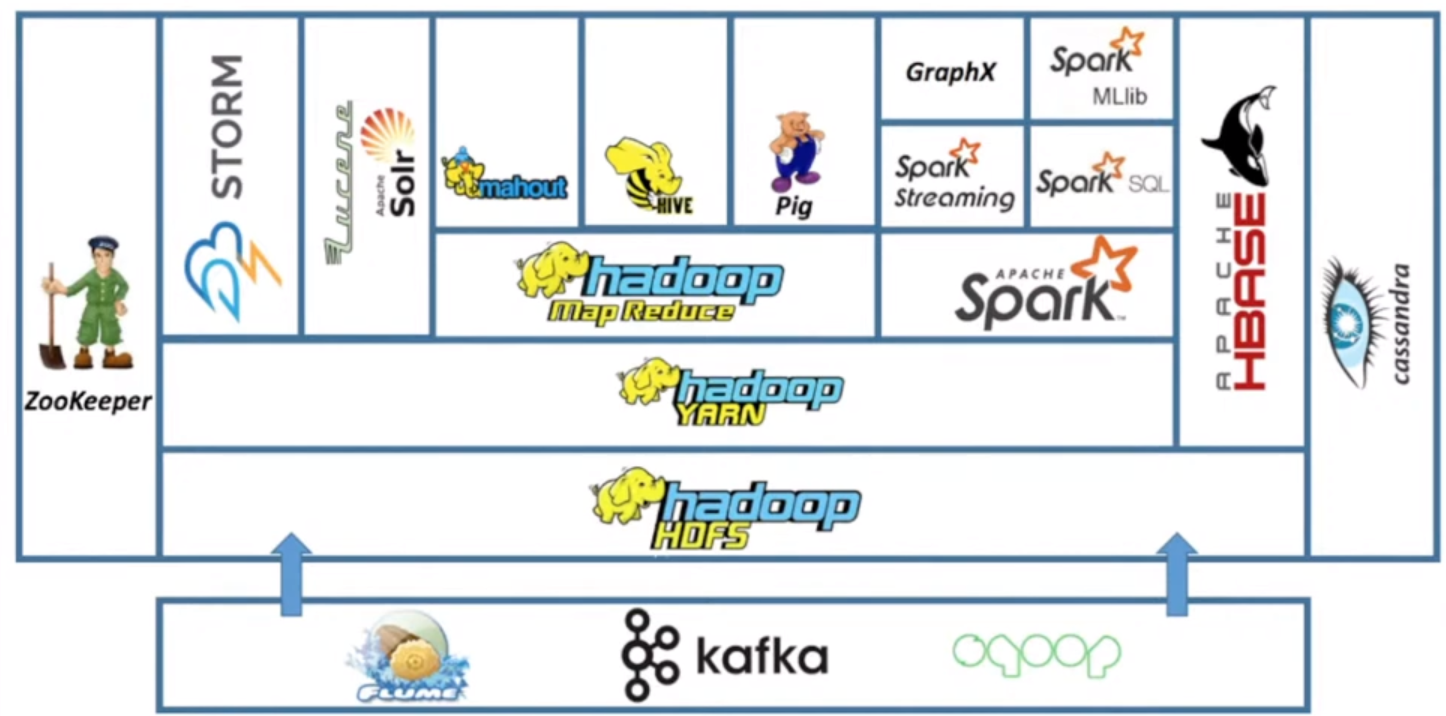 ZooKeeper
STORM
Lucene
Apache
Solr
mahout
HIVE
Pig
GraphX
Spark
MLlib
Spark
Streaming
Spark SQL
hadoop
Map Reduce
APACHE
Spark™
APACHE
HBASE
cassandra
hadoop
YARN
hadoop
HDFS
FLUME
kafka
sqoop